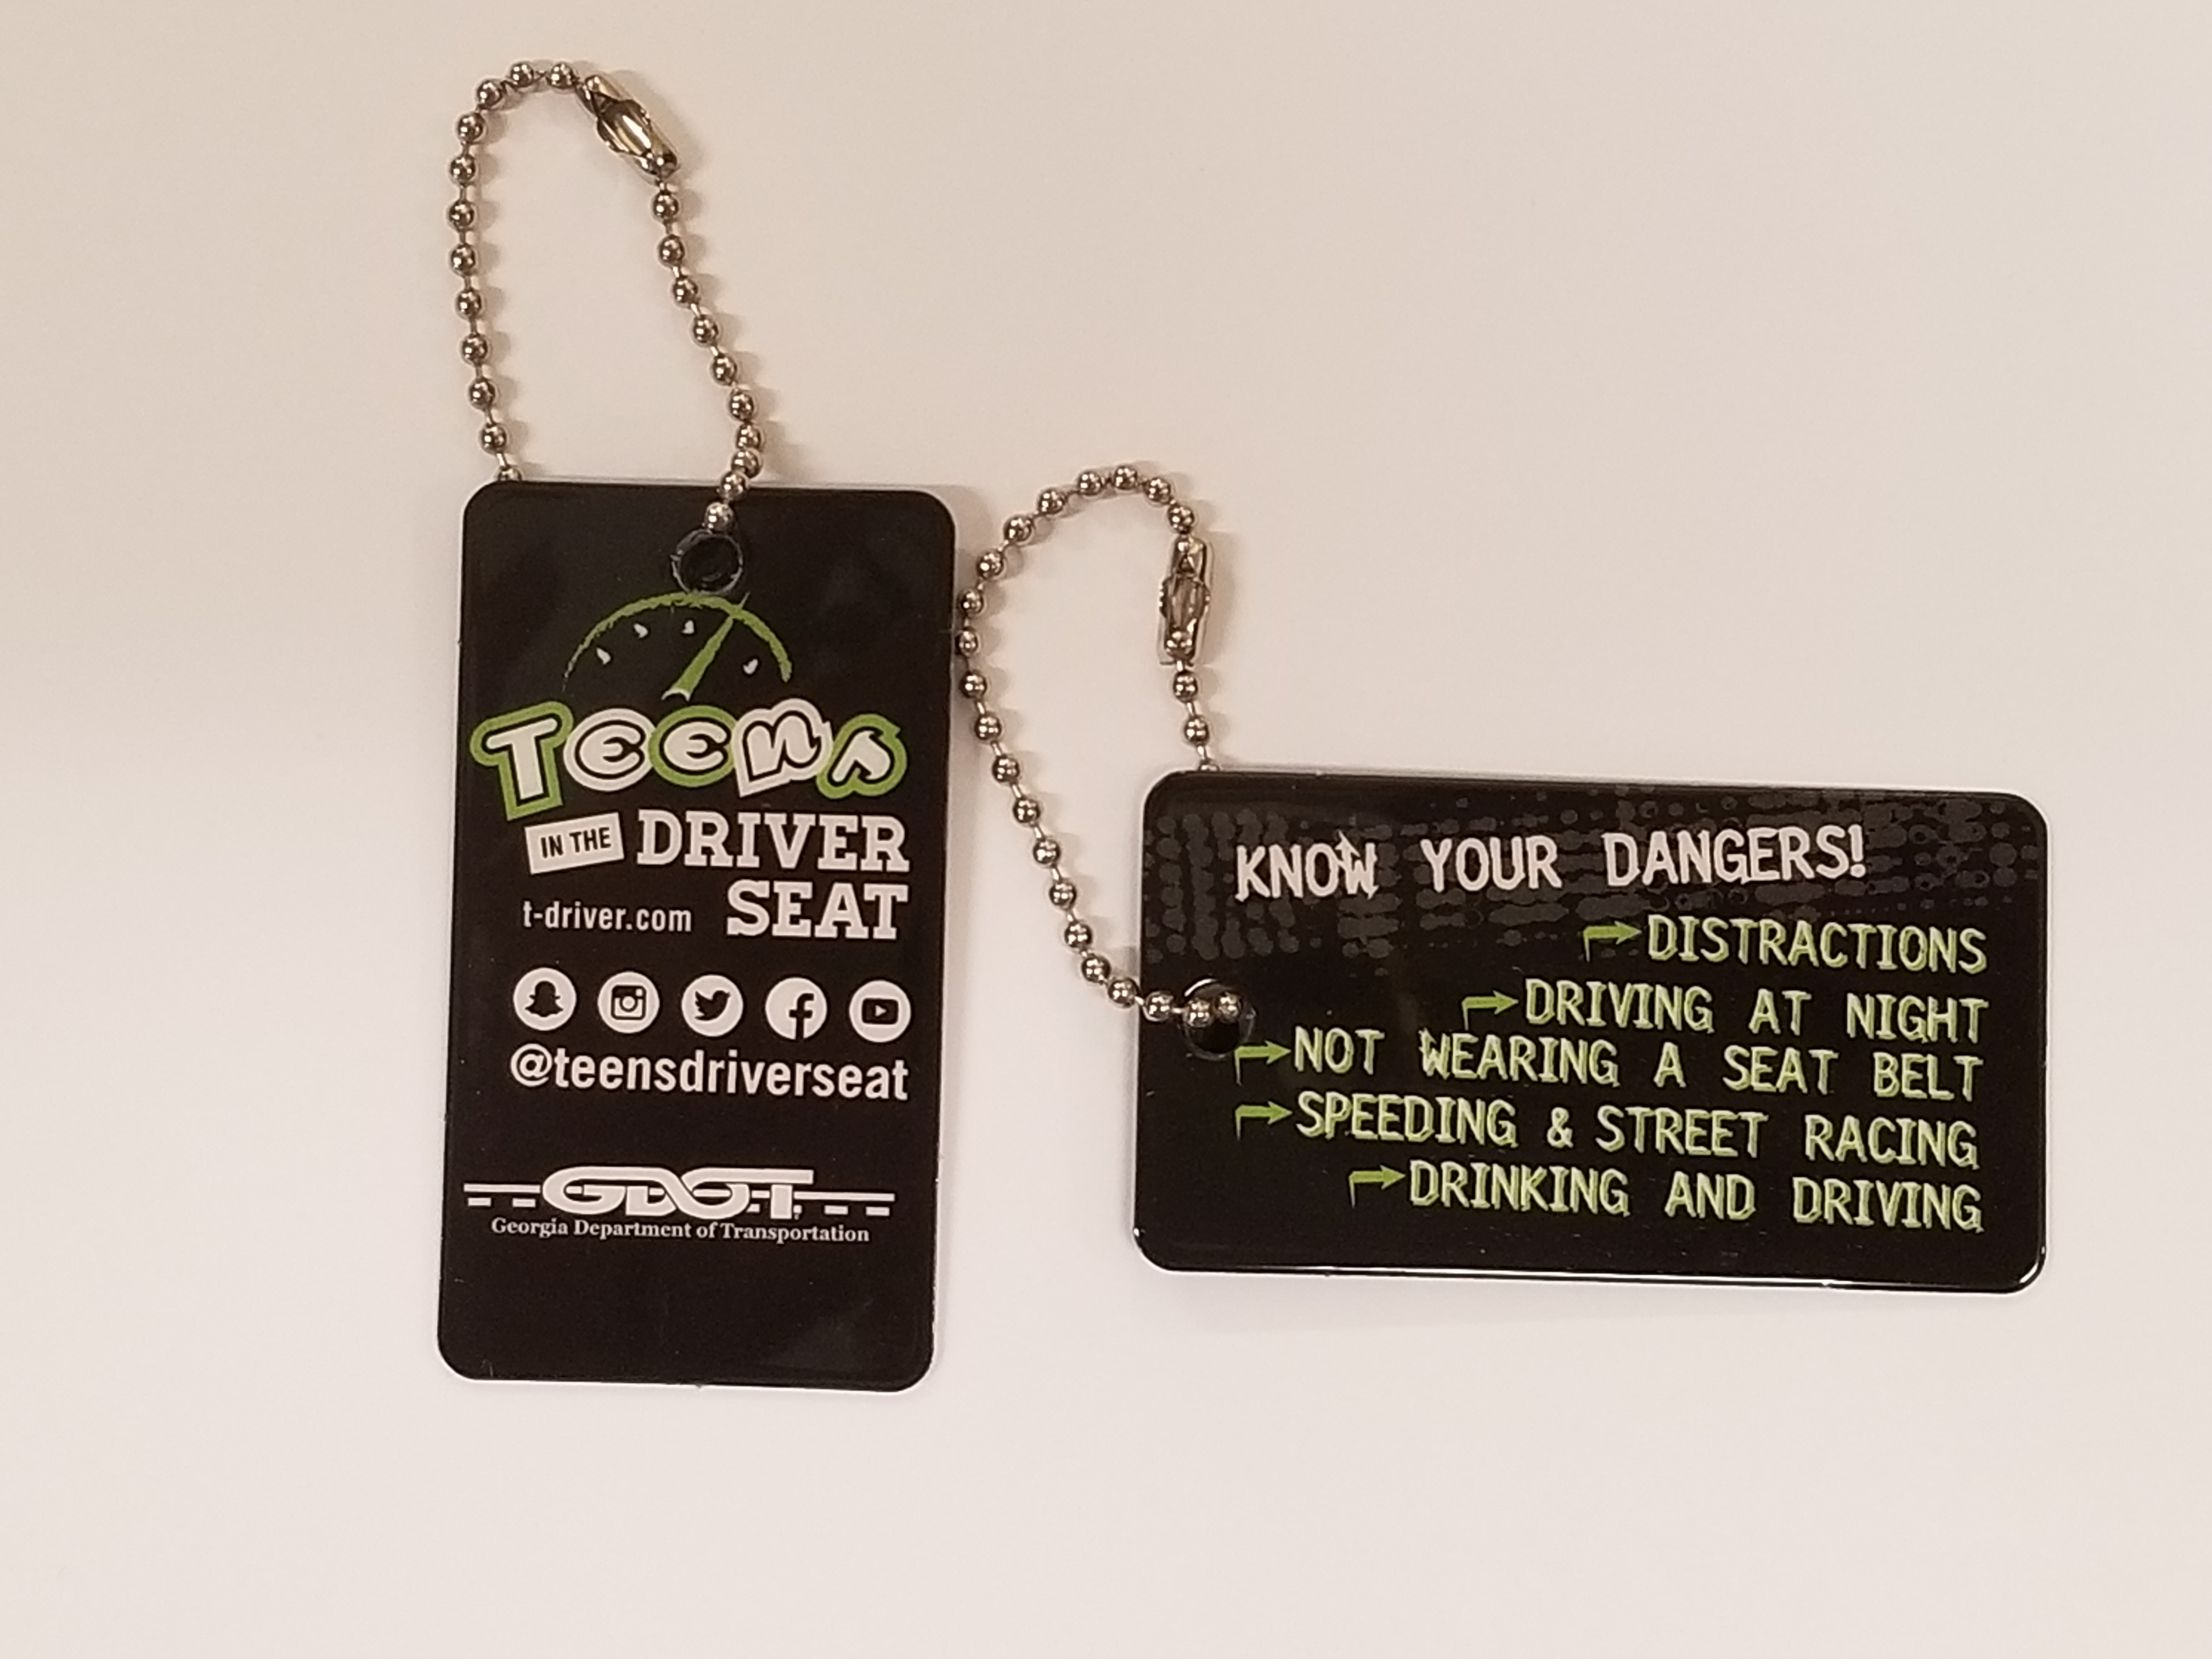 Teens
IN THE DRIVER
t-driver.com SEAT
@teensdriverseat
GDOT
Georgia Department of Transportation
KNOW YOUR DANGERS!
DISTRACTIONS
DRIVING AT NIGHT
NOT WEARING A SEAT BELT
SPEEDING & STREET RACING
DRINKING AND DRIVING